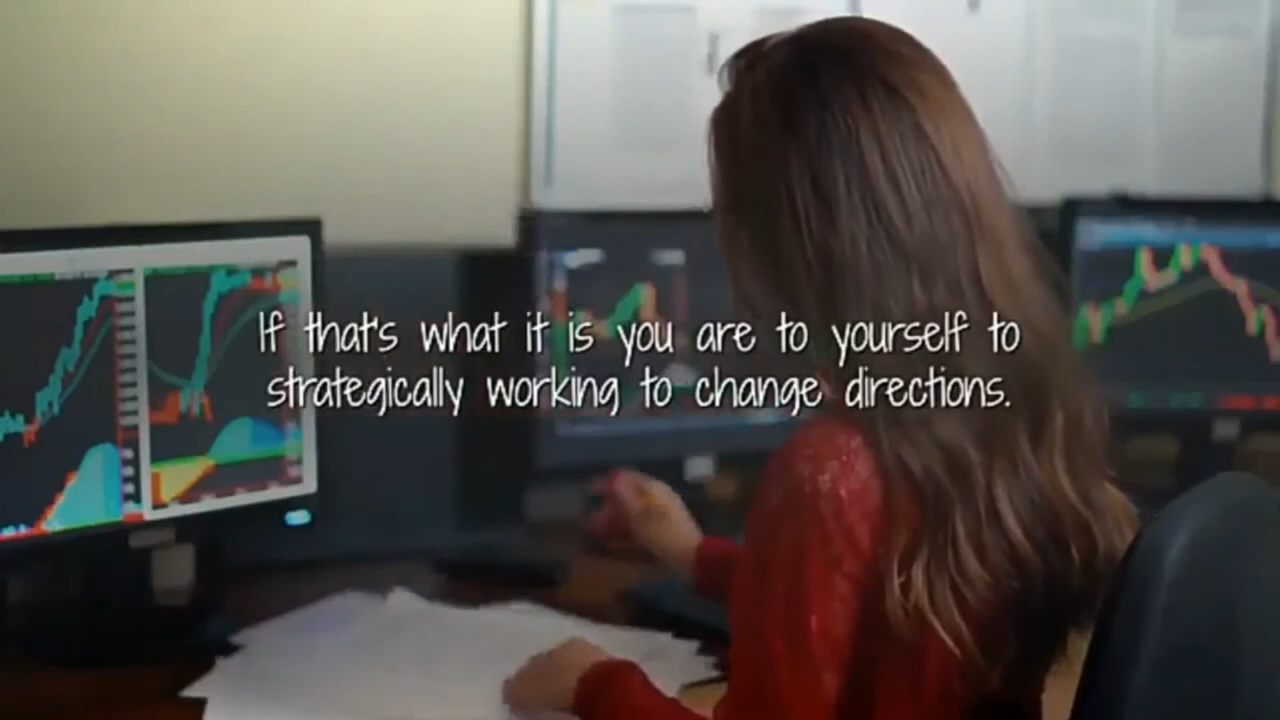 If that's what it is you are to yourself to
strategically working to change directions.